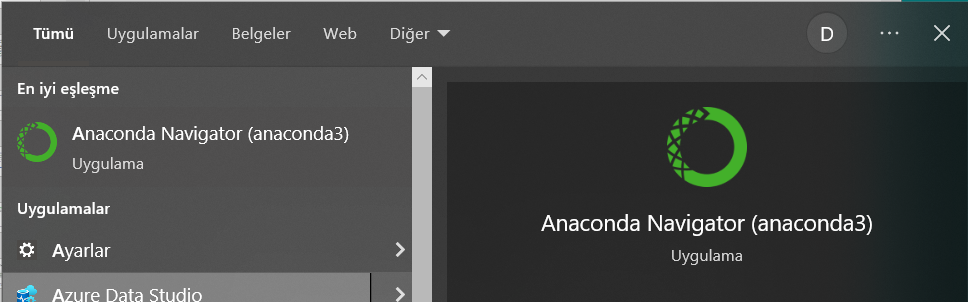 Tümü Uygulamalar Belgeler Web Diğer D
En iyi eşleşme
Anaconda Navigator (anaconda3)
Uygulama
Uygulamalar
Ayarlar
Azure Data Studio
Anaconda Navigator (anaconda3)
Uygulama